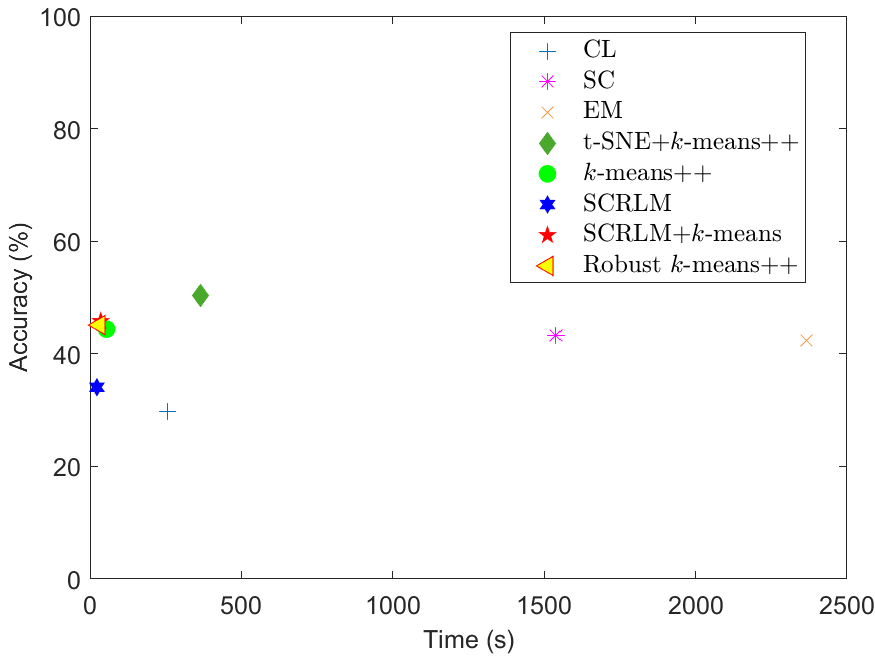 100
80
60
40
20
0
Accuracy (%)
0 500 1000 1500 2000 2500
Time (s)
CL
SC
EM
t-SNE+k-means++
k-means++
SCRLM
SCRLM+k-means
Robust k-means++